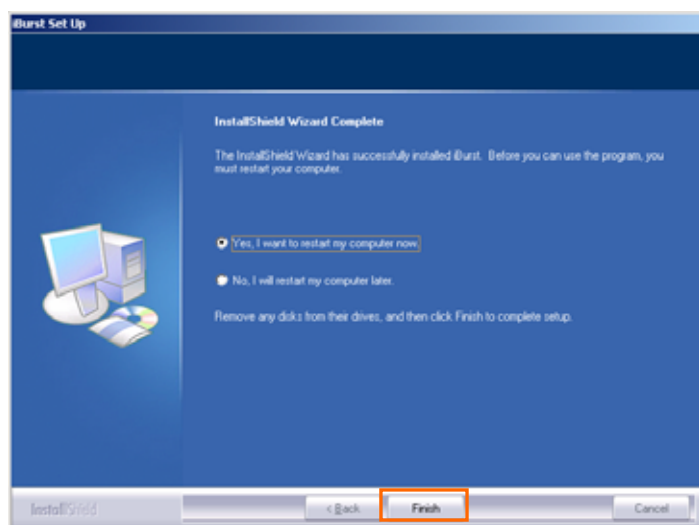 iBurst Set Up
InstallShield Wizard Complete
The InstallShield Wizard has successfully installed iBurst. Before you can use the program, you
must restart your computer.
Yes, I want to restart my computer now.
No, I will restart my computer later.
Remove any disks from their drives, and then click Finish to complete setup.
InstallShield
< Back
Finish
Cancel